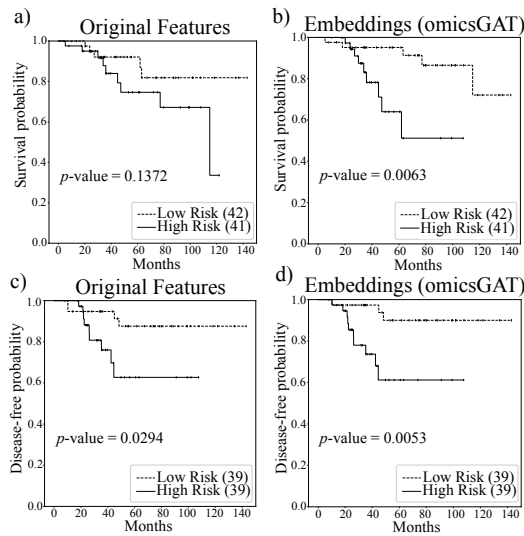 a)
Original Features
Survival probability
1.0
0.8
0.6
0.4
0.2
0.0
p-value = 0.1372
Low Risk (42)
High Risk (41)
0 20 40 60 80 100 120 140
Months
b)
Embeddings (omicsGAT)
Survival probability
1.0
0.8
0.6
0.4
0.2
0.0
p-value = 0.0063
Low Risk (42)
High Risk (41)
0 20 40 60 80 100 120 140
Months
c)
Original Features
Disease-free probability
1.0
0.8
0.6
0.4
0.2
0.0
p-value = 0.0294
Low Risk (39)
High Risk (39)
0 20 40 60 80 100 120 140
Months
d)
Embeddings (omicsGAT)
Disease-free probability
1.0
0.8
0.6
0.4
0.2
0.0
p-value = 0.0053
Low Risk (39)
High Risk (39)
0 20 40 60 80 100 120 140
Months